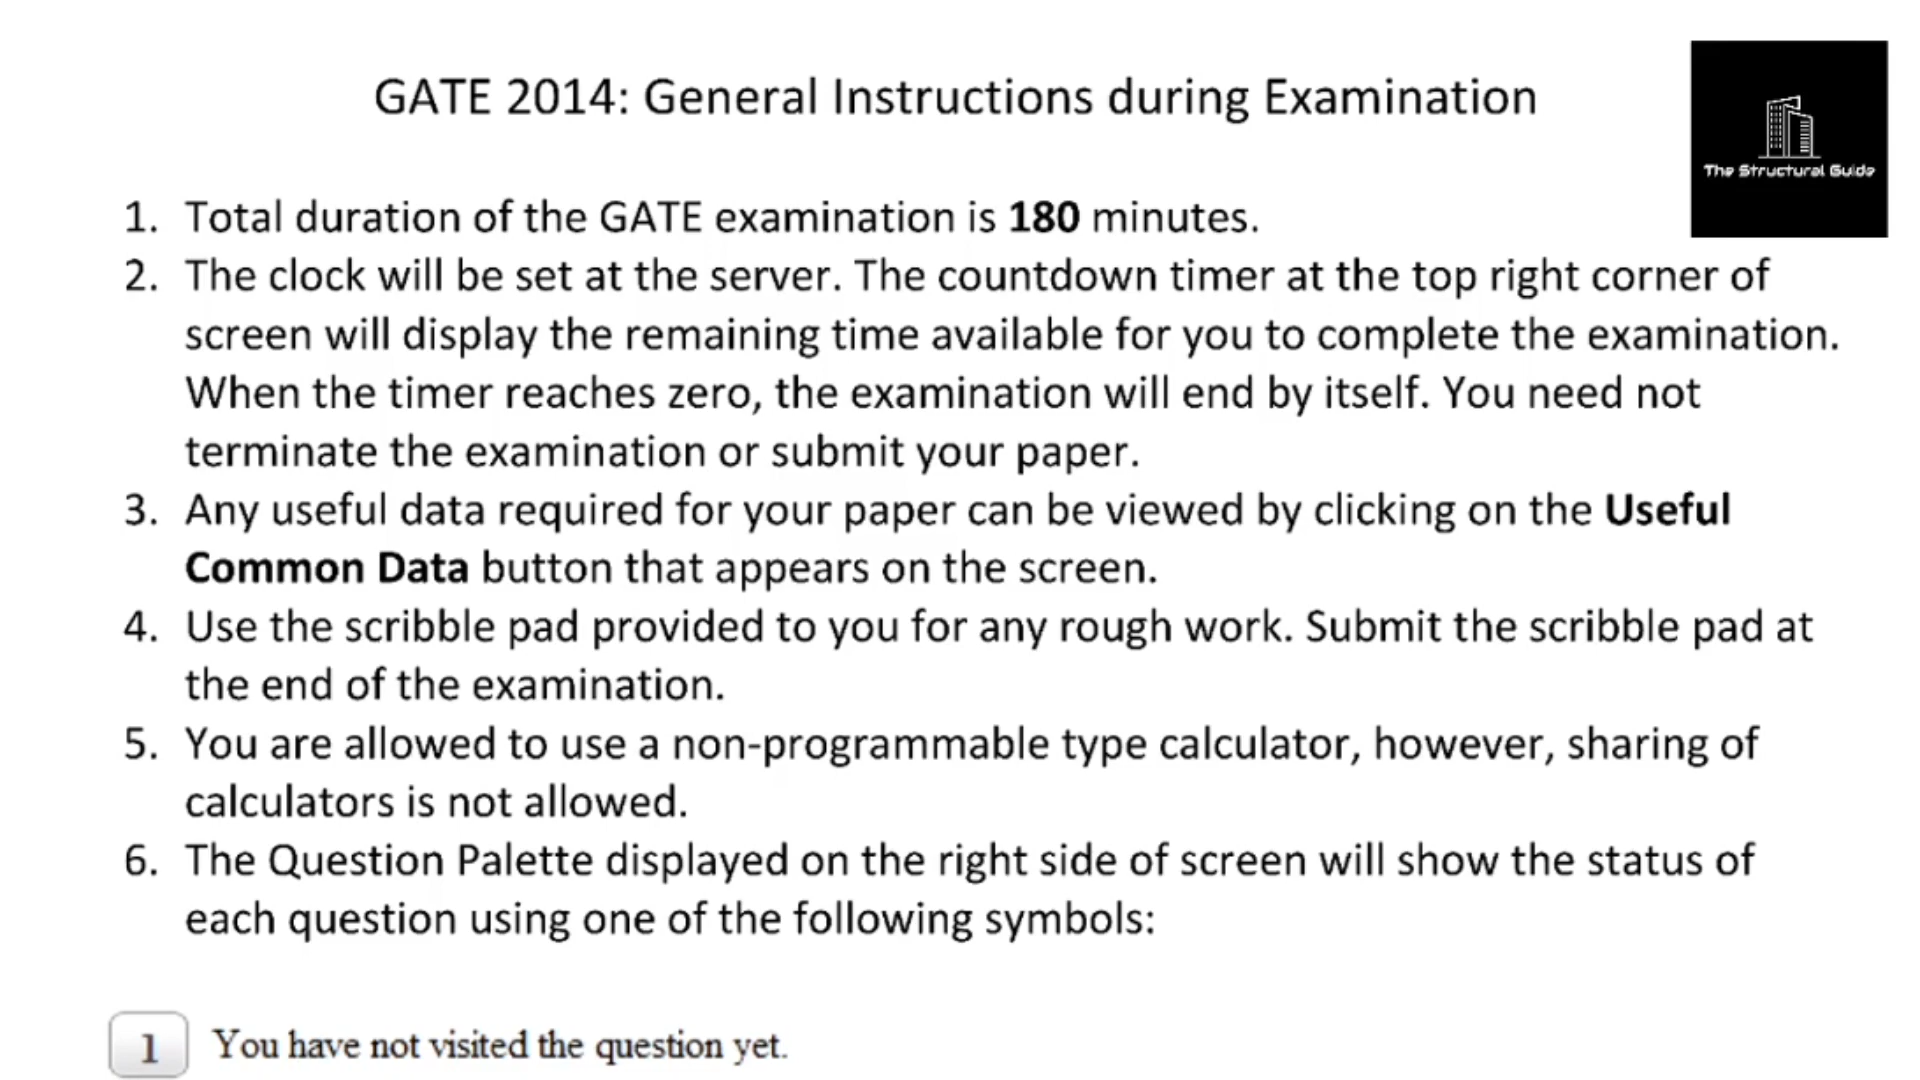 GATE 2014: General Instructions during Examination
The Structural Guide
1. Total duration of the GATE examination is 180 minutes.
2. The clock will be set at the server. The countdown timer at the top right corner of
screen will display the remaining time available for you to complete the examination.
When the timer reaches zero, the examination will end by itself. You need not
terminate the examination or submit your paper.
3. Any useful data required for your paper can be viewed by clicking on the Useful
Common Data button that appears on the screen.
4. Use the scribble pad provided to you for any rough work. Submit the scribble pad at
the end of the examination.
5. You are allowed to use a non-programmable type calculator, however, sharing of
calculators is not allowed.
6. The Question Palette displayed on the right side of screen will show the status of
each question using one of the following symbols:
1 You have not visited the question yet.